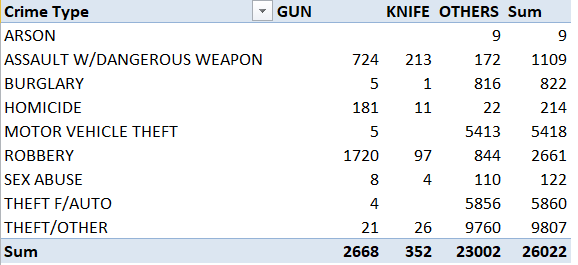 Crime Type GUN KNIFE OTHERS Sum
ARSON 9 9
ASSAULT W/DANGEROUS WEAPON 724 213 172 1109
BURGLARY 5 1 816 822
HOMICIDE 181 11 22 214
MOTOR VEHICLE THEFT 5 5413 5418
ROBBERY 1720 97 844 2661
SEX ABUSE 8 4 110 122
THEFT F/AUTO 4 5856 5860
THEFT/OTHER 21 26 9760 9807
Sum 2668 352 23002 26022